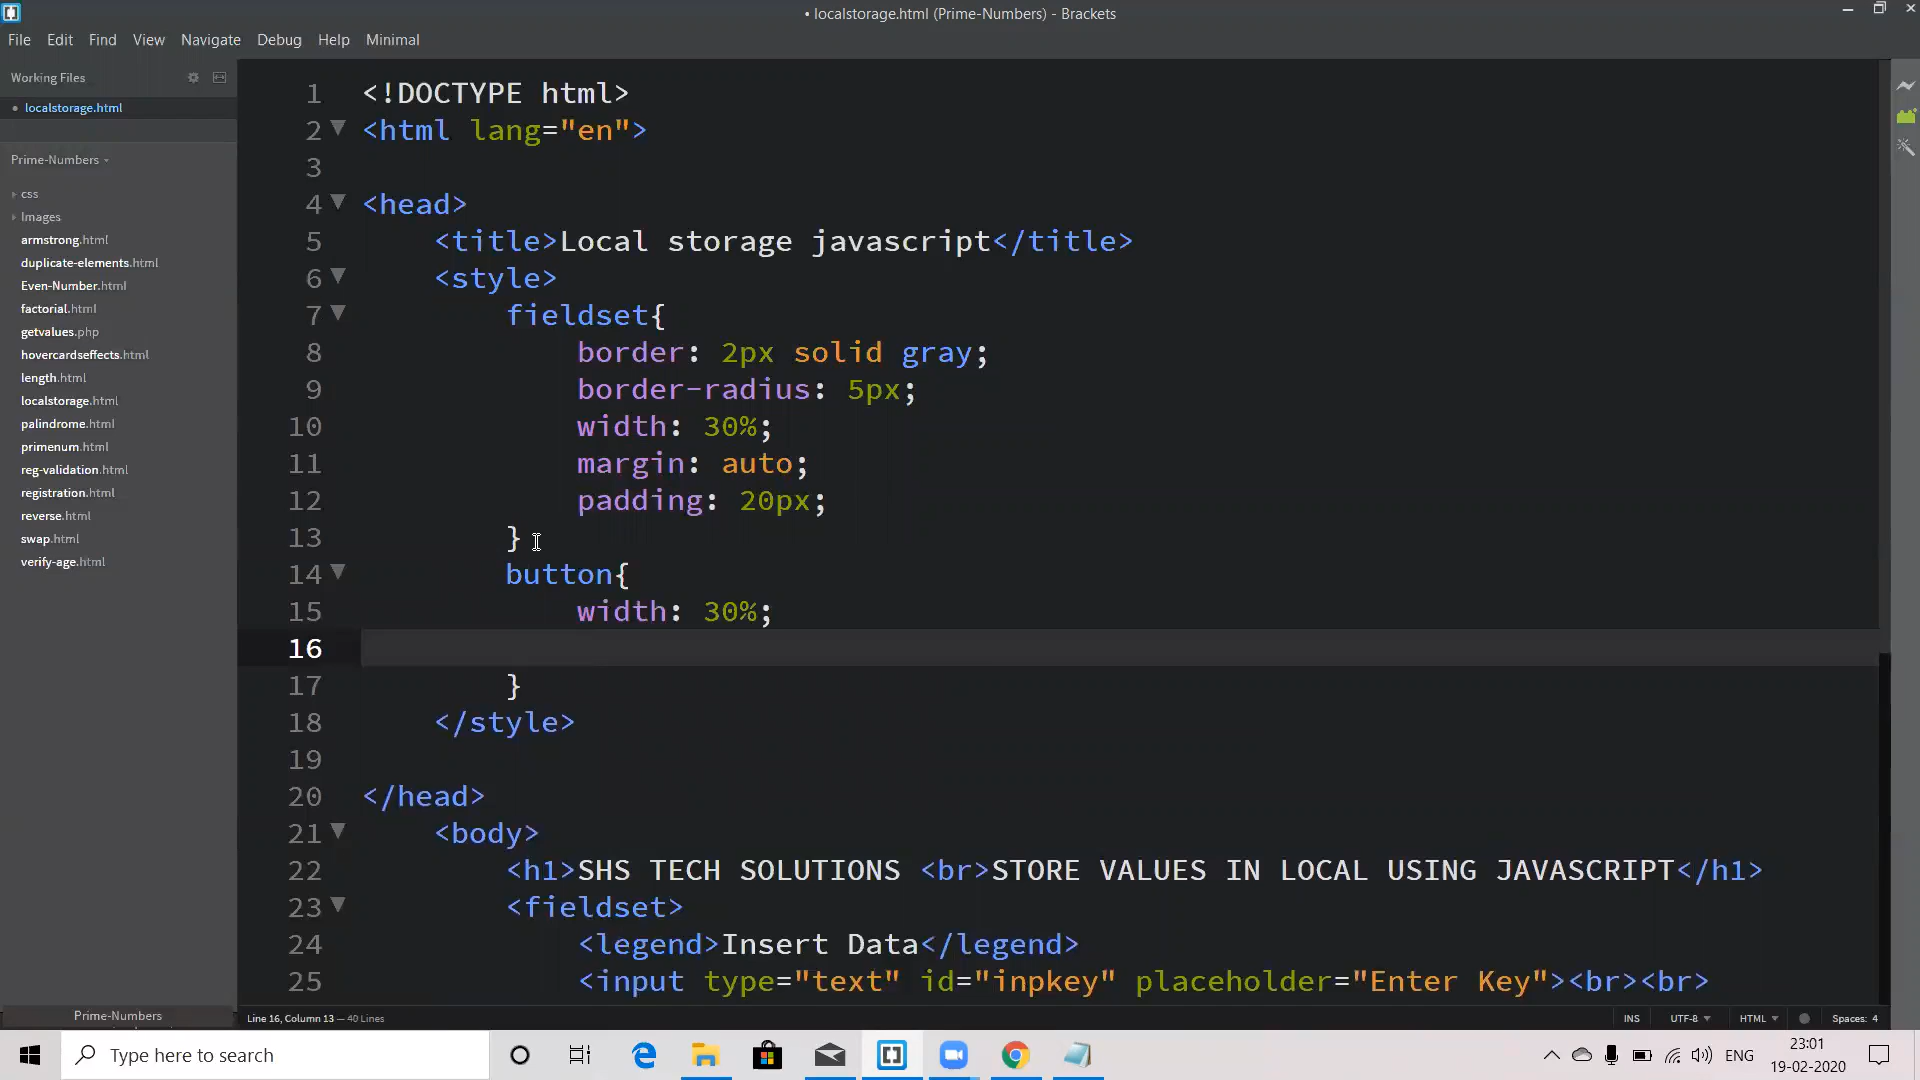 • localstorage.html (Prime-Numbers) - Brackets
File Edit Find View Navigate Debug Help Minimal
Working Files
• localstorage.html
Prime-Numbers
css
Images
armstrong.html
duplicate-elements.html
Even-Number.html
factorial.html
getvalues.php
hovercardseffects.html
length.html
localstorage.html
palindrome.html
primenum.html
reg-validation.html
registration.html
reverse.html
swap.html
verify-age.html
Prime-Numbers
1 <!DOCTYPE html>
2 <html lang="en">
3
4 <head>
5 <title>Local storage javascript</title>
6 <style>
7 fieldset{
8 border: 2px solid gray;
9 border-radius: 5px;
10 width: 30%;
11 margin: auto;
12 padding: 20px;
13 }
14 button{
15 width: 30%;
16
17 }
18 </style>
19
20 </head>
21 <body>
22 <h1>SHS TECH SOLUTIONS <br>STORE VALUES IN LOCAL USING JAVASCRIPT</h1>
23 <fieldset>
24 <legend>Insert Data</legend>
25 <input type="text" id="inpkey" placeholder="Enter Key"><br><br>
Line 16, Column 13 — 40 Lines
INS UTF-8 HTML Spaces: 4
Type here to search
ENG
23:01
19-02-2020